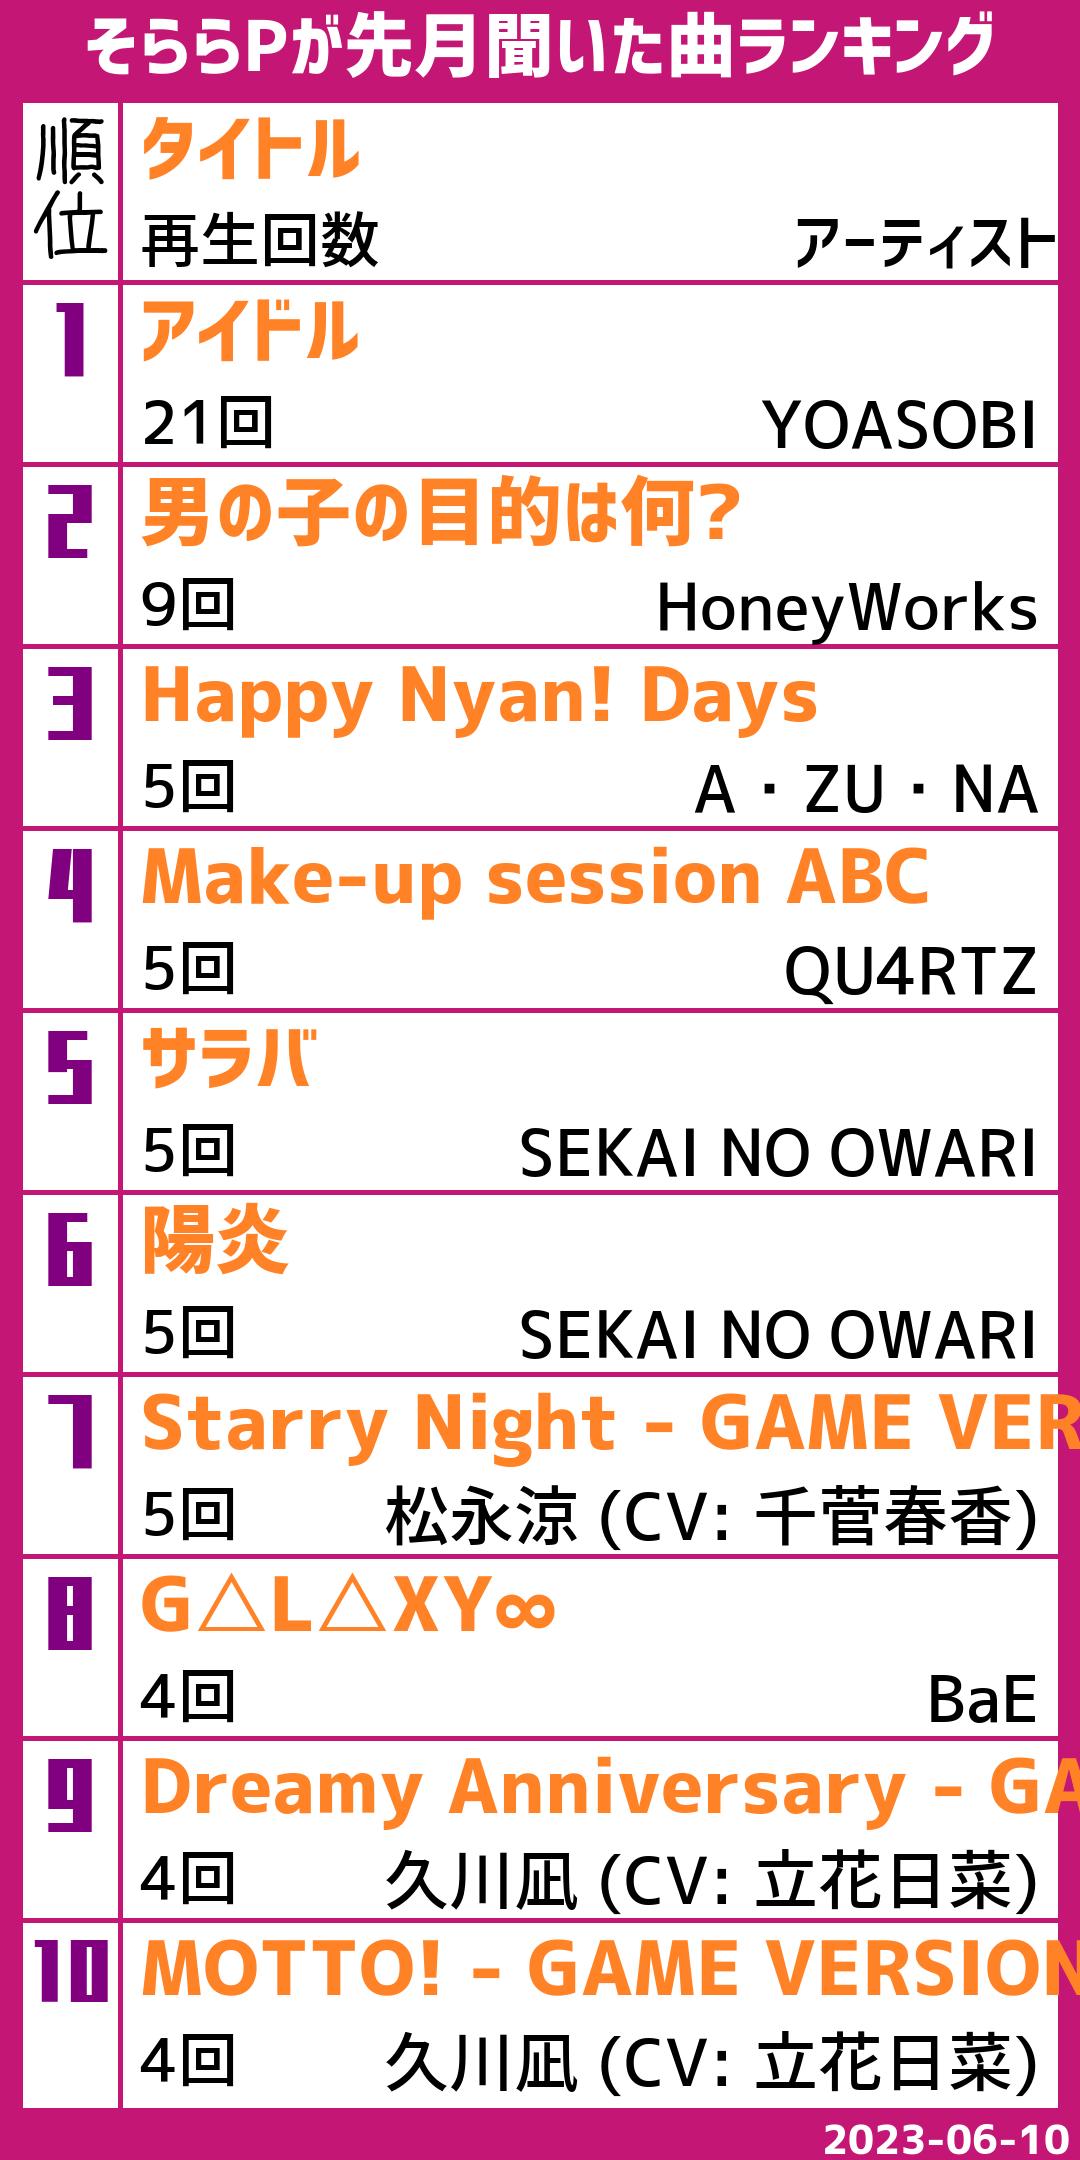 そららPが先月聞いた曲ランキング
順位
タイトル
再生回数 アーティスト
1
アイドル
21回 YOASOBI
2
男の子の目的は何?
9回 HoneyWorks
3
Happy Nyan! Days
5回 A・ZU・NA
4
Make-up session ABC
5回 QU4RTZ
5
サラバ
5回 SEKAI NO OWARI
6
陽炎
5回 SEKAI NO OWARI
7
Starry Night - GAME VER
5回 松永涼 (CV: 千菅春香)
8
G△L△XY∞
4回 BaE
9
Dreamy Anniversary - GA
4回 久川凪 (CV: 立花日菜)
10
MOTTO! - GAME VERSION
4回 久川凪 (CV: 立花日菜)
2023-06-10